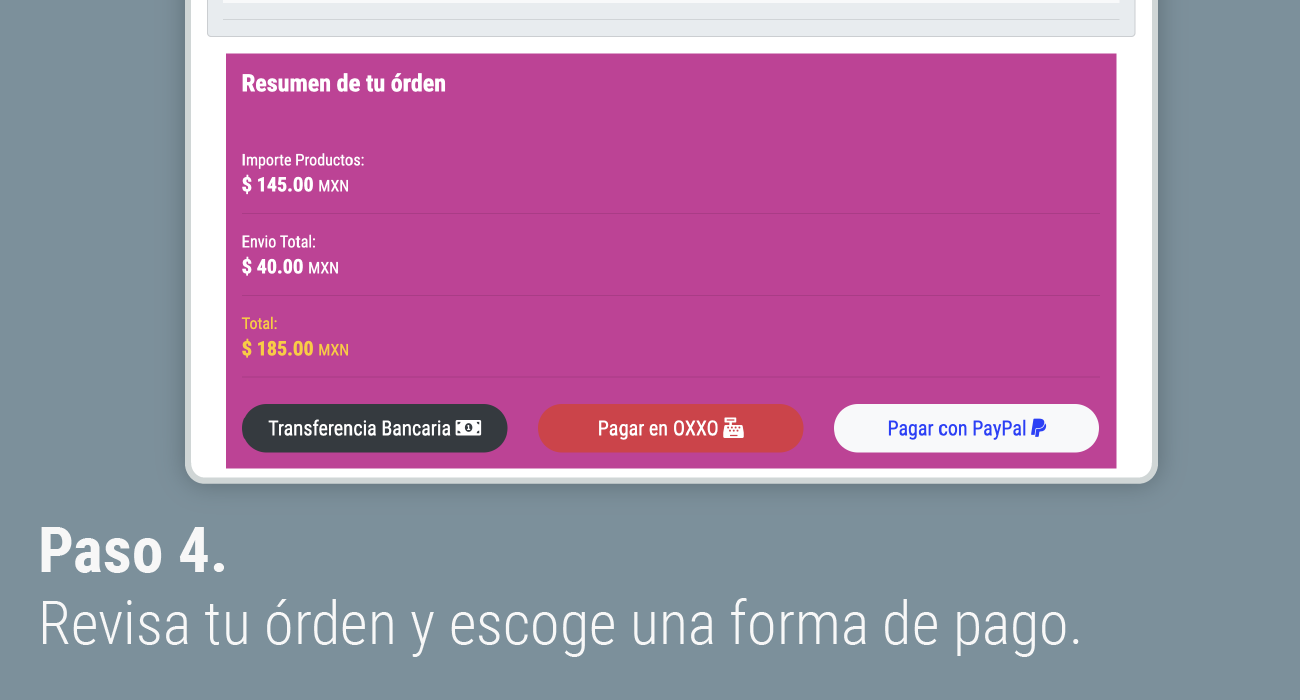 Resumen de tu órden
Importe Productos:
$ 145.00 MXN
Envio Total:
$ 40.00 MXN
Total:
$ 185.00 MXN
Transferencia Bancaria
Pagar en OXXO
Pagar con PayPal
Paso 4.
Revisa tu órden y escoge una forma de pago.